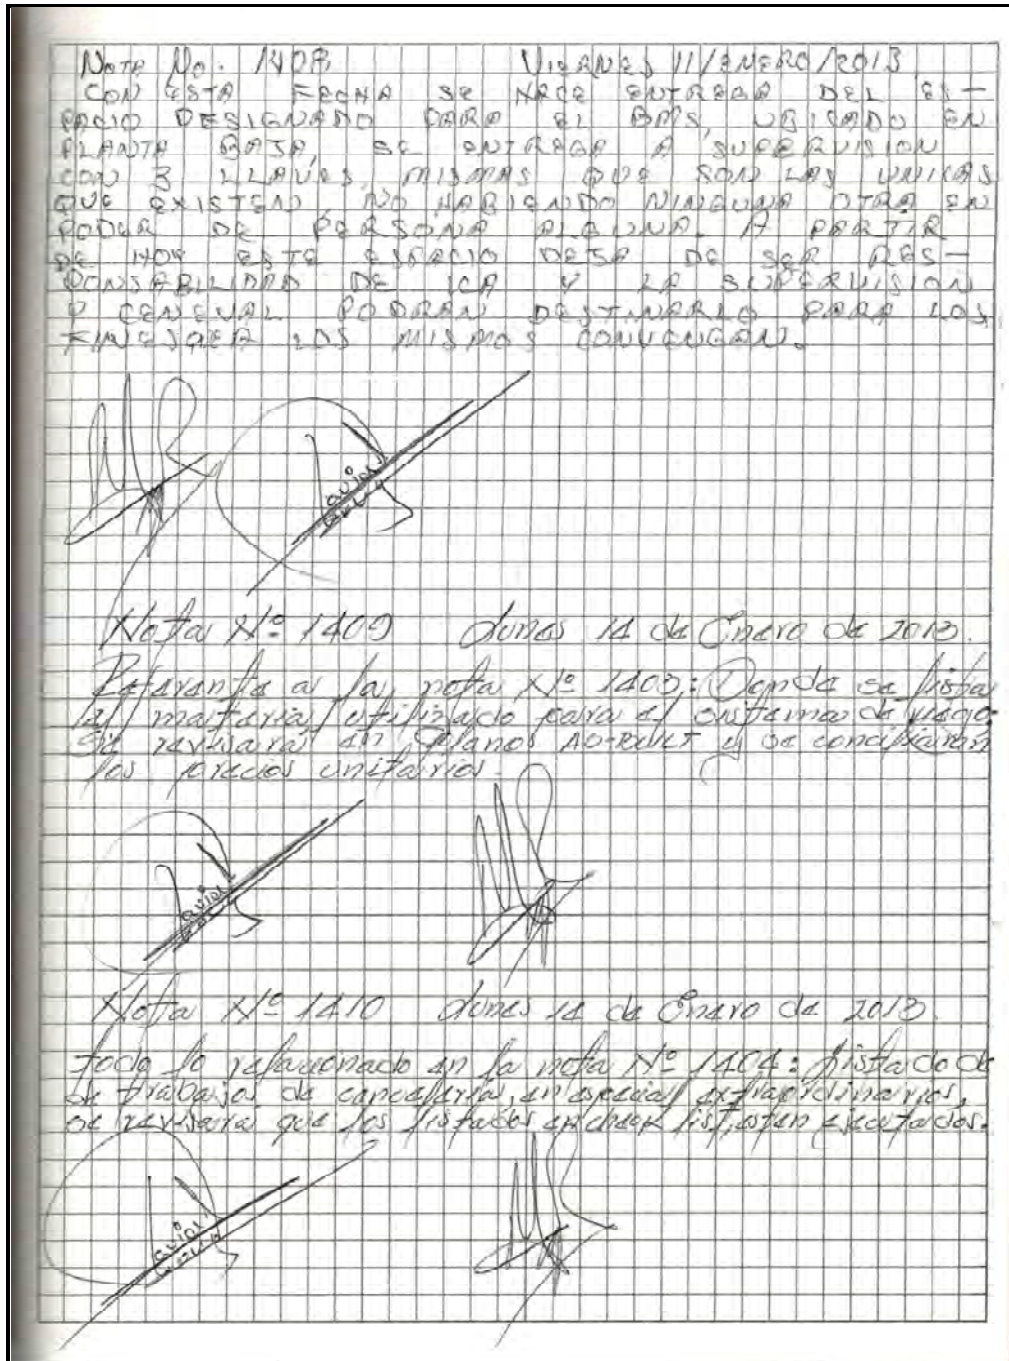 NOTA No. 1408 VIERNES 11/ENERO/2013
CON ESTA FECHA SE HACE ENTREGA DEL ES-
PACIO DESIGNADO PARA EL BMS, UBICADO EN
PLANTA BAJA, SE ENTREGA A SUPERVISION
CON 3 LLAVES, MISMAS QUE SON LAS UNICAS
QUE EXISTEN, NO HABIENDO NINGUNA OTRA EN
PODER DE PERSONA ALGUNA. A PARTIR
DE HOY ESTE ESPACIO DEJA DE SER RES-
PONSABILIDAD DE ICA Y LA SUPERVISION
Y CENEVAL PODRAN DESTINARLO PARA LOS
FINES QUE A LOS MISMOS CONVENGAN.
Nota Nº 1409 Lunes 14 de Enero de 2013.
Referente a la nota Nº 1403: Donde se lista
el material utilizado para el sistema de riego.
Se revisará en Planos AS-BUILT y se conciliarán
los precios unitarios.
Nota Nº 1410 Lunes 14 de Enero de 2013.
todo lo relacionado en la nota Nº 1404: Listado de
de trabajos de cancelería, en especial extraordinarios,
se revisará que los listados en check list, esten ejecutados.